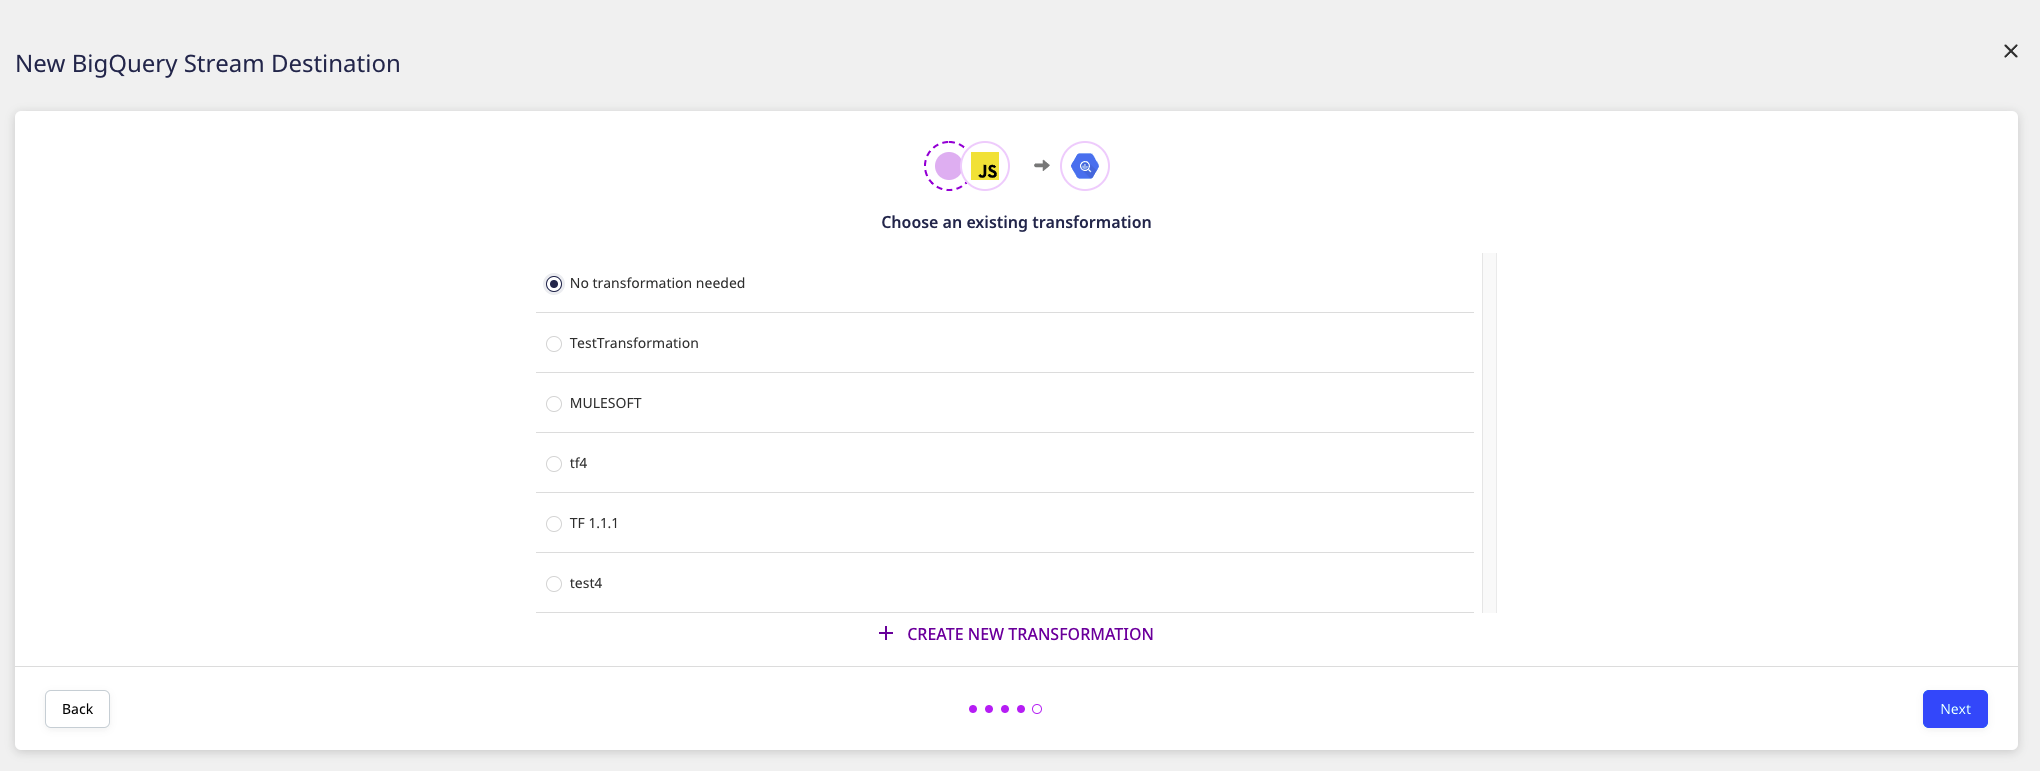 New BigQuery Stream Destination
JS
Choose an existing transformation
No transformation needed
TestTransformation
MULESOFT
tf4
TF 1.1.1
test4
CREATE NEW TRANSFORMATION
Back
Next